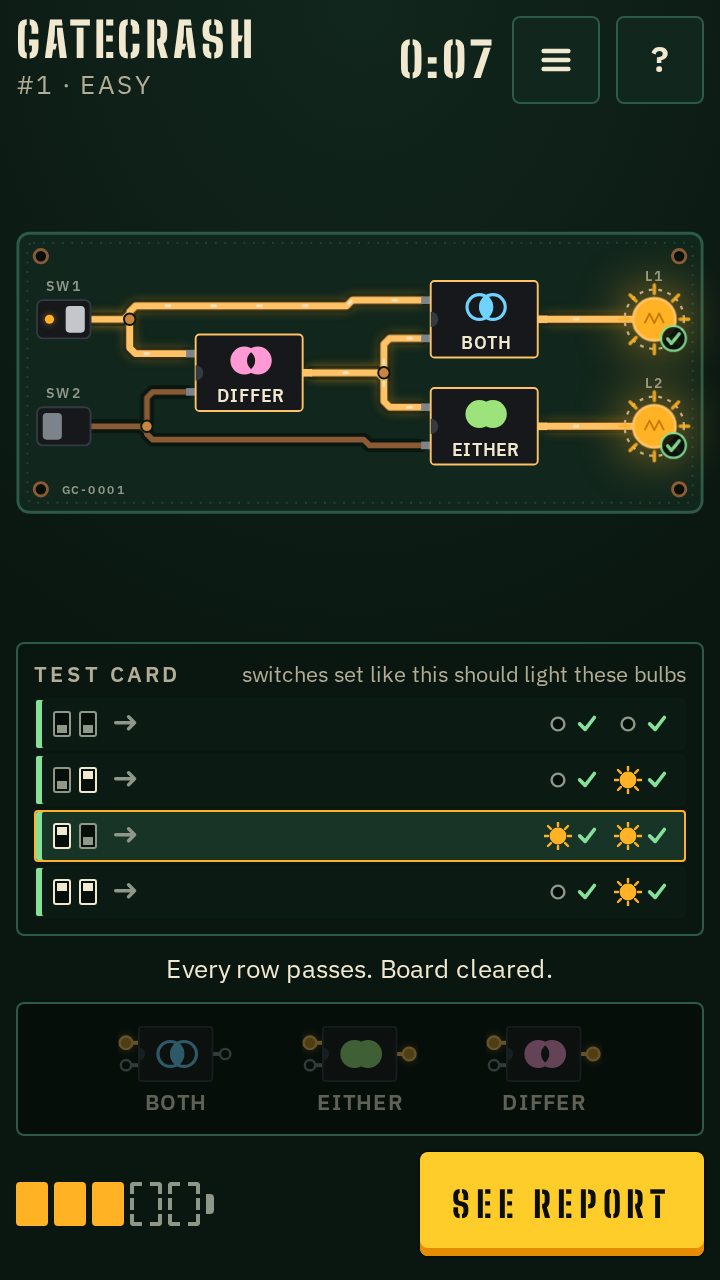 GATECRASH
#1 · EASY
0:07
?
SW1
SW2
DIFFER
BOTH
EITHER
L1
L2
GC-0001
TEST CARD
switches set like this should light these bulbs
Every row passes. Board cleared.
BOTH
EITHER
DIFFER
SEE REPORT